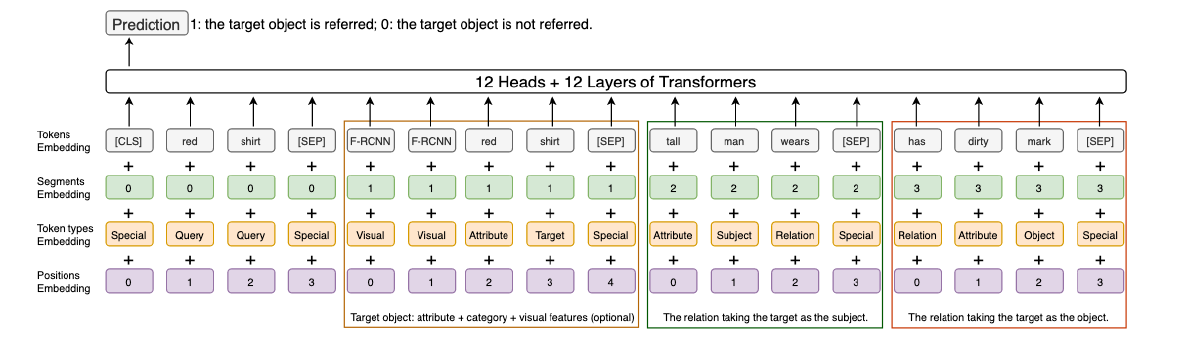 Prediction 1: the target object is referred; 0: the target object is not referred.
12 Heads + 12 Layers of Transformers
Tokens
Embedding
[CLS] red shirt [SEP] F-RCNN F-RCNN red shirt [SEP] tall man wears [SEP] has dirty mark [SEP]
+ + + + + + + + + + + + + + + + +
Segments
Embedding
0 0 0 0 1 1 1 1 1 2 2 2 2 3 3 3 3
+ + + + + + + + + + + + + + + + +
Token types
Embedding
Special Query Query Special Visual Visual Attribute Target Special Attribute Subject Relation Special Relation Attribute Object Special
+ + + + + + + + + + + + + + + + +
Positions
Embedding
0 1 2 3 0 1 2 3 4 0 1 2 3 0 1 2 3
Target object: attribute + category + visual features (optional) The relation taking the target as the subject. The relation taking the target as the object.